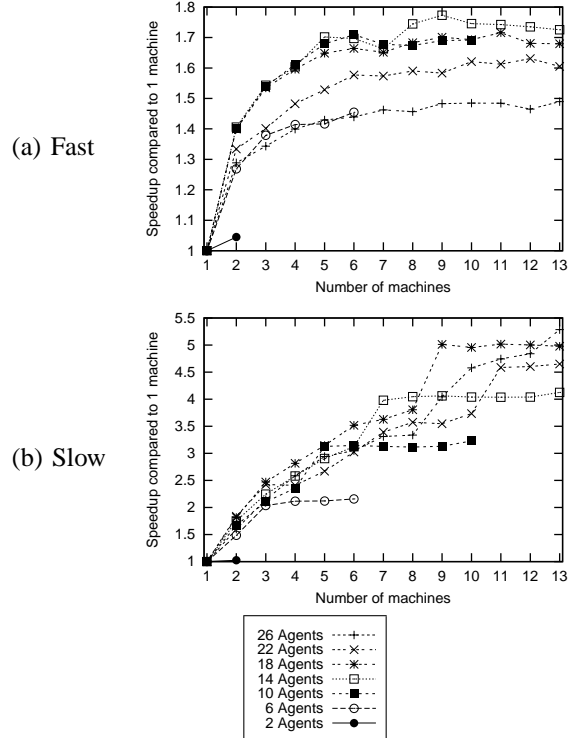 1.8
1.7
1.6
1.5
1.4
1.3
1.2
1.1
1
Speedup compared to 1 machine
(a) Fast
1 2 3 4 5 6 7 8 9 10 11 12 13
Number of machines
5.5
5
4.5
4
3.5
3
2.5
2
1.5
1
Speedup compared to 1 machine
(b) Slow
1 2 3 4 5 6 7 8 9 10 11 12 13
Number of machines
26 Agents
22 Agents
18 Agents
14 Agents
10 Agents
6 Agents
2 Agents